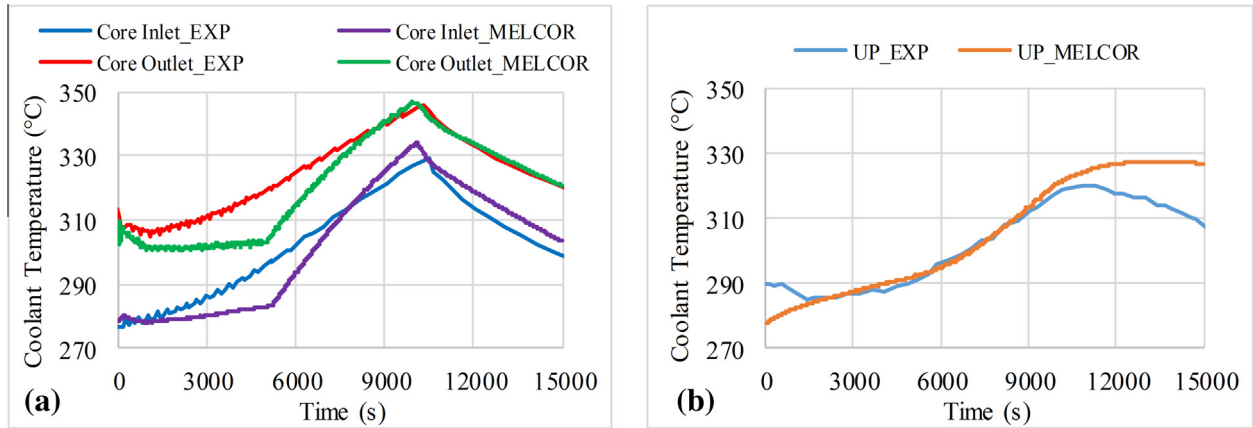 Core Inlet_EXP
Core Inlet_MELCOR
Core Outlet_EXP
Core Outlet_MELCOR
Coolant Temperature (°C)
350
330
310
290
270
0 3000 6000 9000 12000 15000
Time (s)
(a)
UP_EXP
UP_MELCOR
Coolant Temperature (°C)
350
330
310
290
270
0 3000 6000 9000 12000 15000
Time (s)
(b)